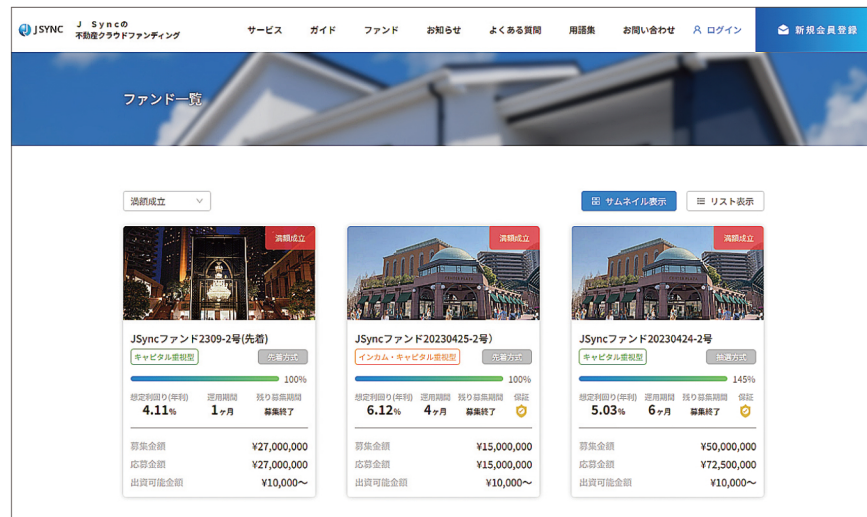 JSYNC
J Syncの
不動産クラウドファンディング
サービス ガイド ファンド お知らせ よくある質問 用語集 お問い合わせ ログイン 新規会員登録
ファンド一覧
満額成立
サムネイル表示 リスト表示
満額成立
JSyncファンド2309-2号(先着)
キャピタル重視型 先着方式
100%
想定利回り(年利) 運用期間 残り募集期間
4.11% 1ヶ月 募集終了
募集金額 ¥27,000,000
応募金額 ¥27,000,000
出資可能金額 ¥10,000〜
満額成立
JSyncファンド20230425-2号)
インカム・キャピタル重視型 先着方式
100%
想定利回り(年利) 運用期間 残り募集期間 保証
6.12% 4ヶ月 募集終了
募集金額 ¥15,000,000
応募金額 ¥15,000,000
出資可能金額 ¥10,000〜
満額成立
JSyncファンド20230424-2号
キャピタル重視型 抽選方式
145%
想定利回り(年利) 運用期間 残り募集期間 保証
5.03% 6ヶ月 募集終了
募集金額 ¥50,000,000
応募金額 ¥72,500,000
出資可能金額 ¥10,000〜